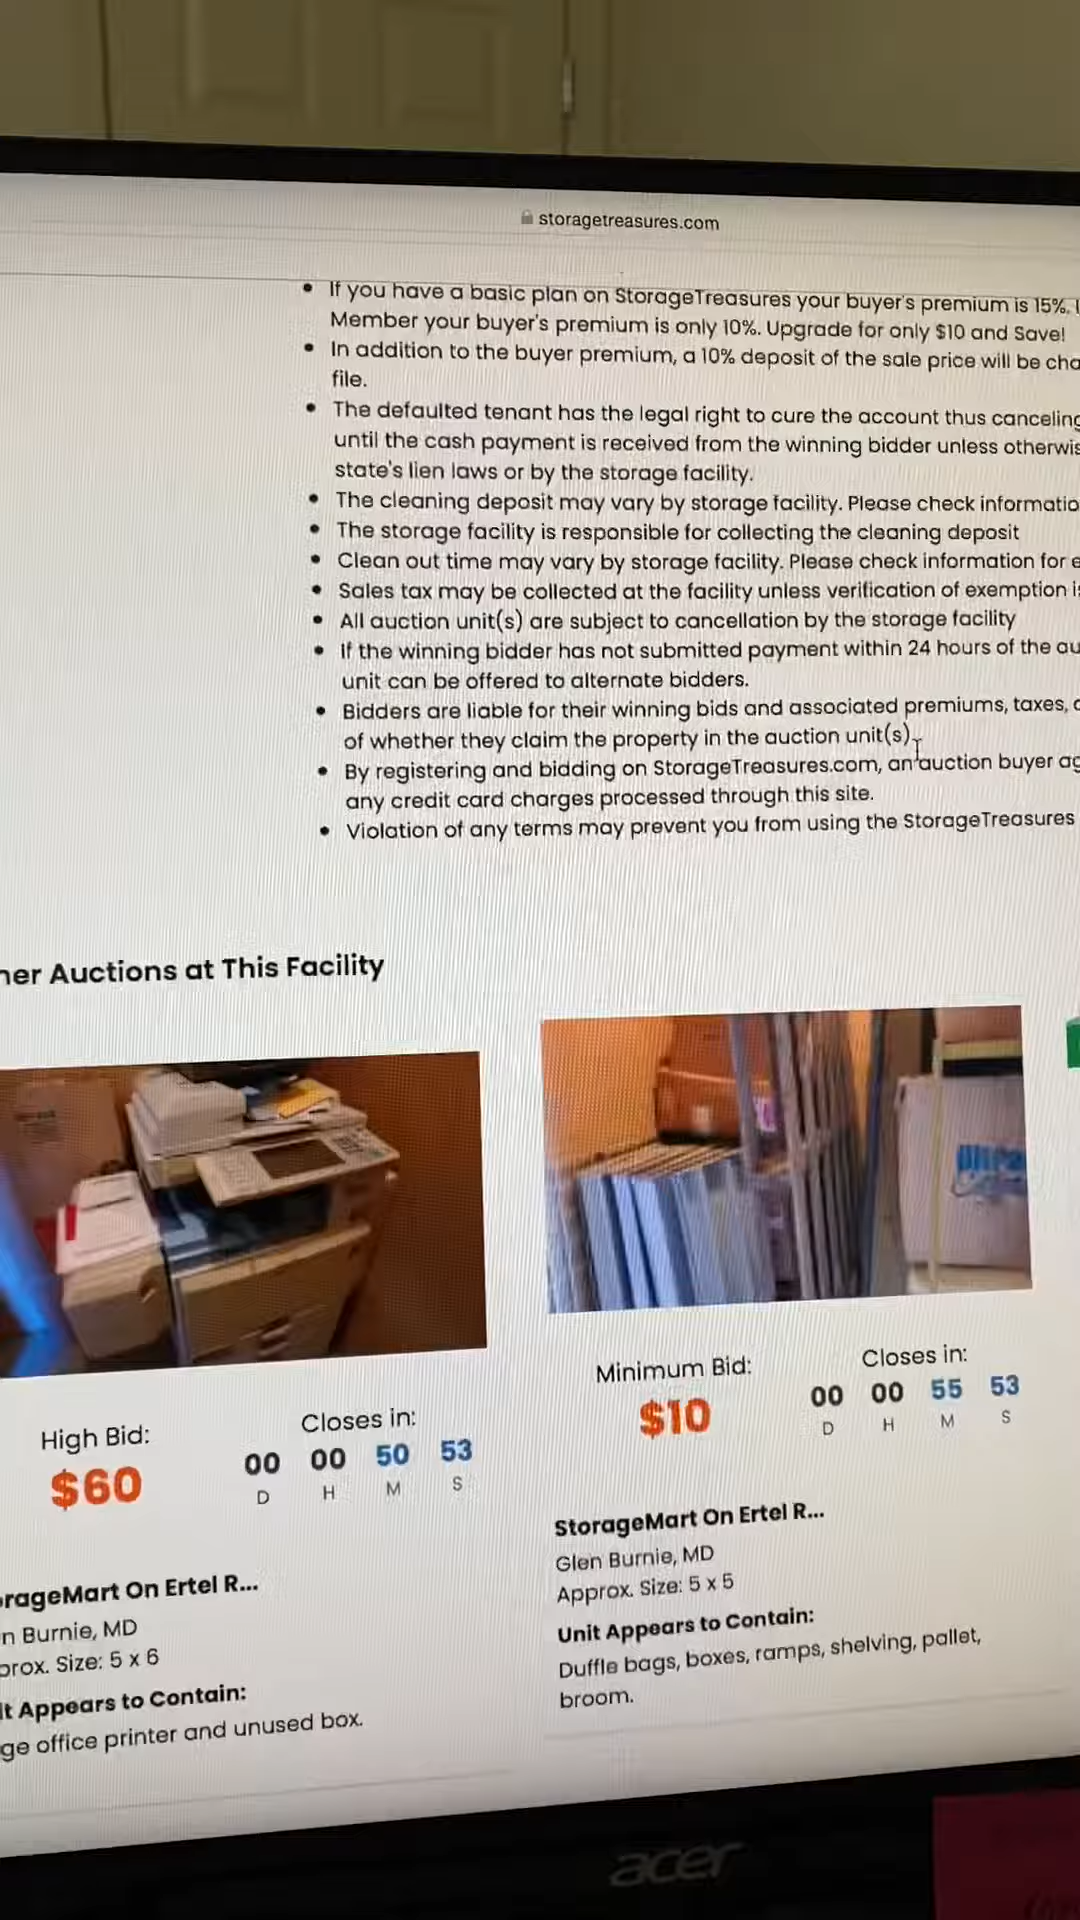 storagetreasures.com
If you have a basic plan on StorageTreasures your buyer's premium is 15%.
Member your buyer's premium is only 10%. Upgrade for only $10 and Save!
In addition to the buyer premium, a 10% deposit of the sale price will be cha
file.
The defaulted tenant has the legal right to cure the account thus canceling
until the cash payment is received from the winning bidder unless otherwis
state's lien laws or by the storage facility.
The cleaning deposit may vary by storage facility. Please check informatio
The storage facility is responsible for collecting the cleaning deposit
Clean out time may vary by storage facility. Please check information for e
Sales tax may be collected at the facility unless verification of exemption i
All auction unit(s) are subject to cancellation by the storage facility
If the winning bidder has not submitted payment within 24 hours of the au
unit can be offered to alternate bidders.
Bidders are liable for their winning bids and associated premiums, taxes,
of whether they claim the property in the auction unit(s).
By registering and bidding on StorageTreasures.com, an auction buyer ag
any credit card charges processed through this site.
Violation of any terms may prevent you from using the StorageTreasures
her Auctions at This Facility
High Bid:
$60
Closes in:
00 00 50 53
D H M S
rageMart On Ertel R...
n Burnie, MD
prox. Size: 5 x 6
it Appears to Contain:
ge office printer and unused box.
Minimum Bid:
$10
Closes in:
00 00 55 53
D H M S
StorageMart On Ertel R...
Glen Burnie, MD
Approx. Size: 5 x 5
Unit Appears to Contain:
Duffle bags, boxes, ramps, shelving, pallet,
broom.
acer